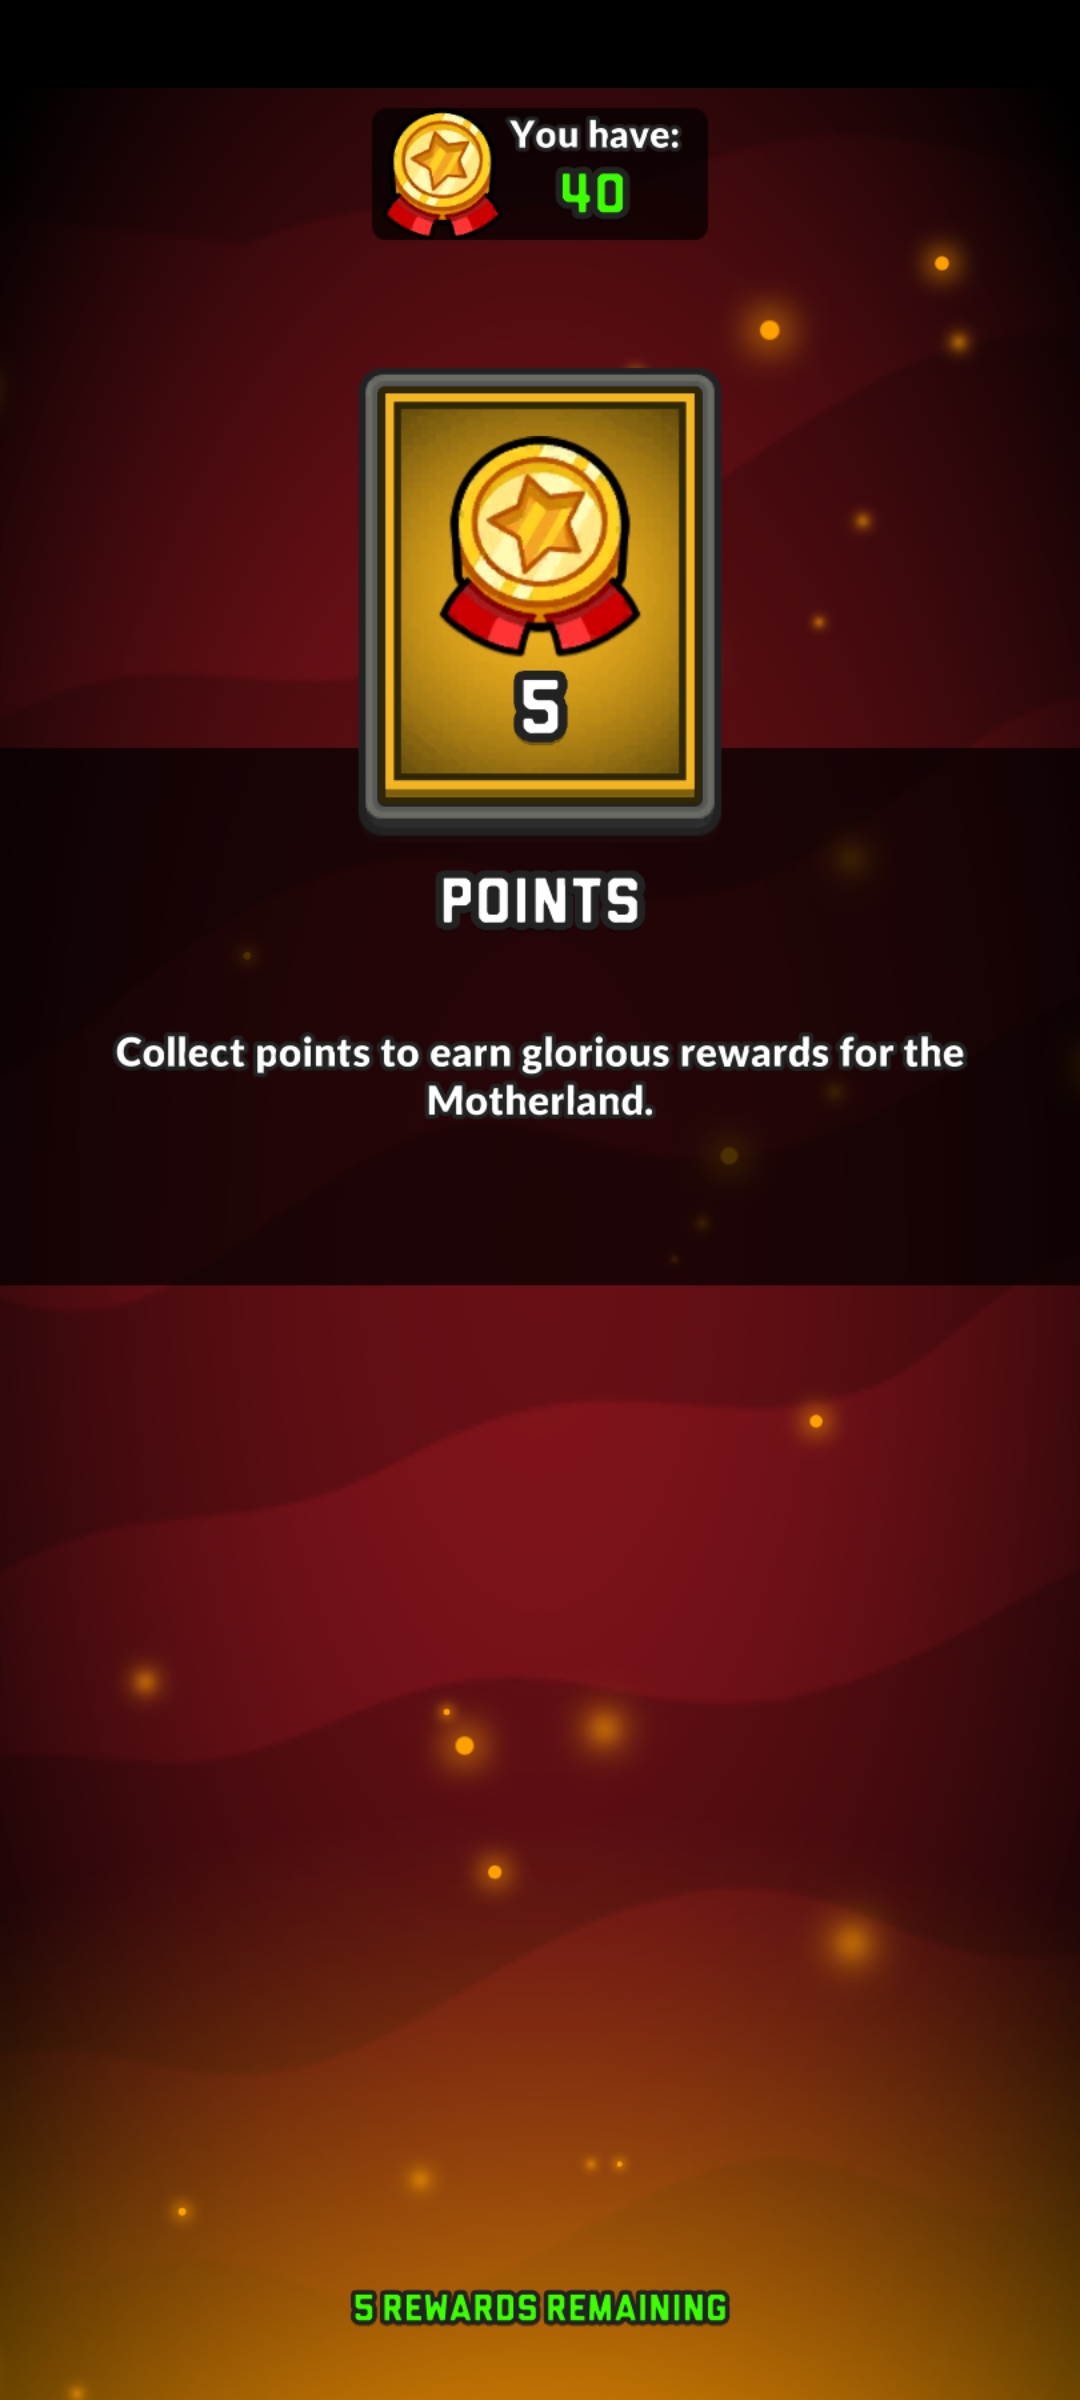 You have:
40
5
POINTS
Collect points to earn glorious rewards for the
Motherland.
5 REWARDS REMAINING